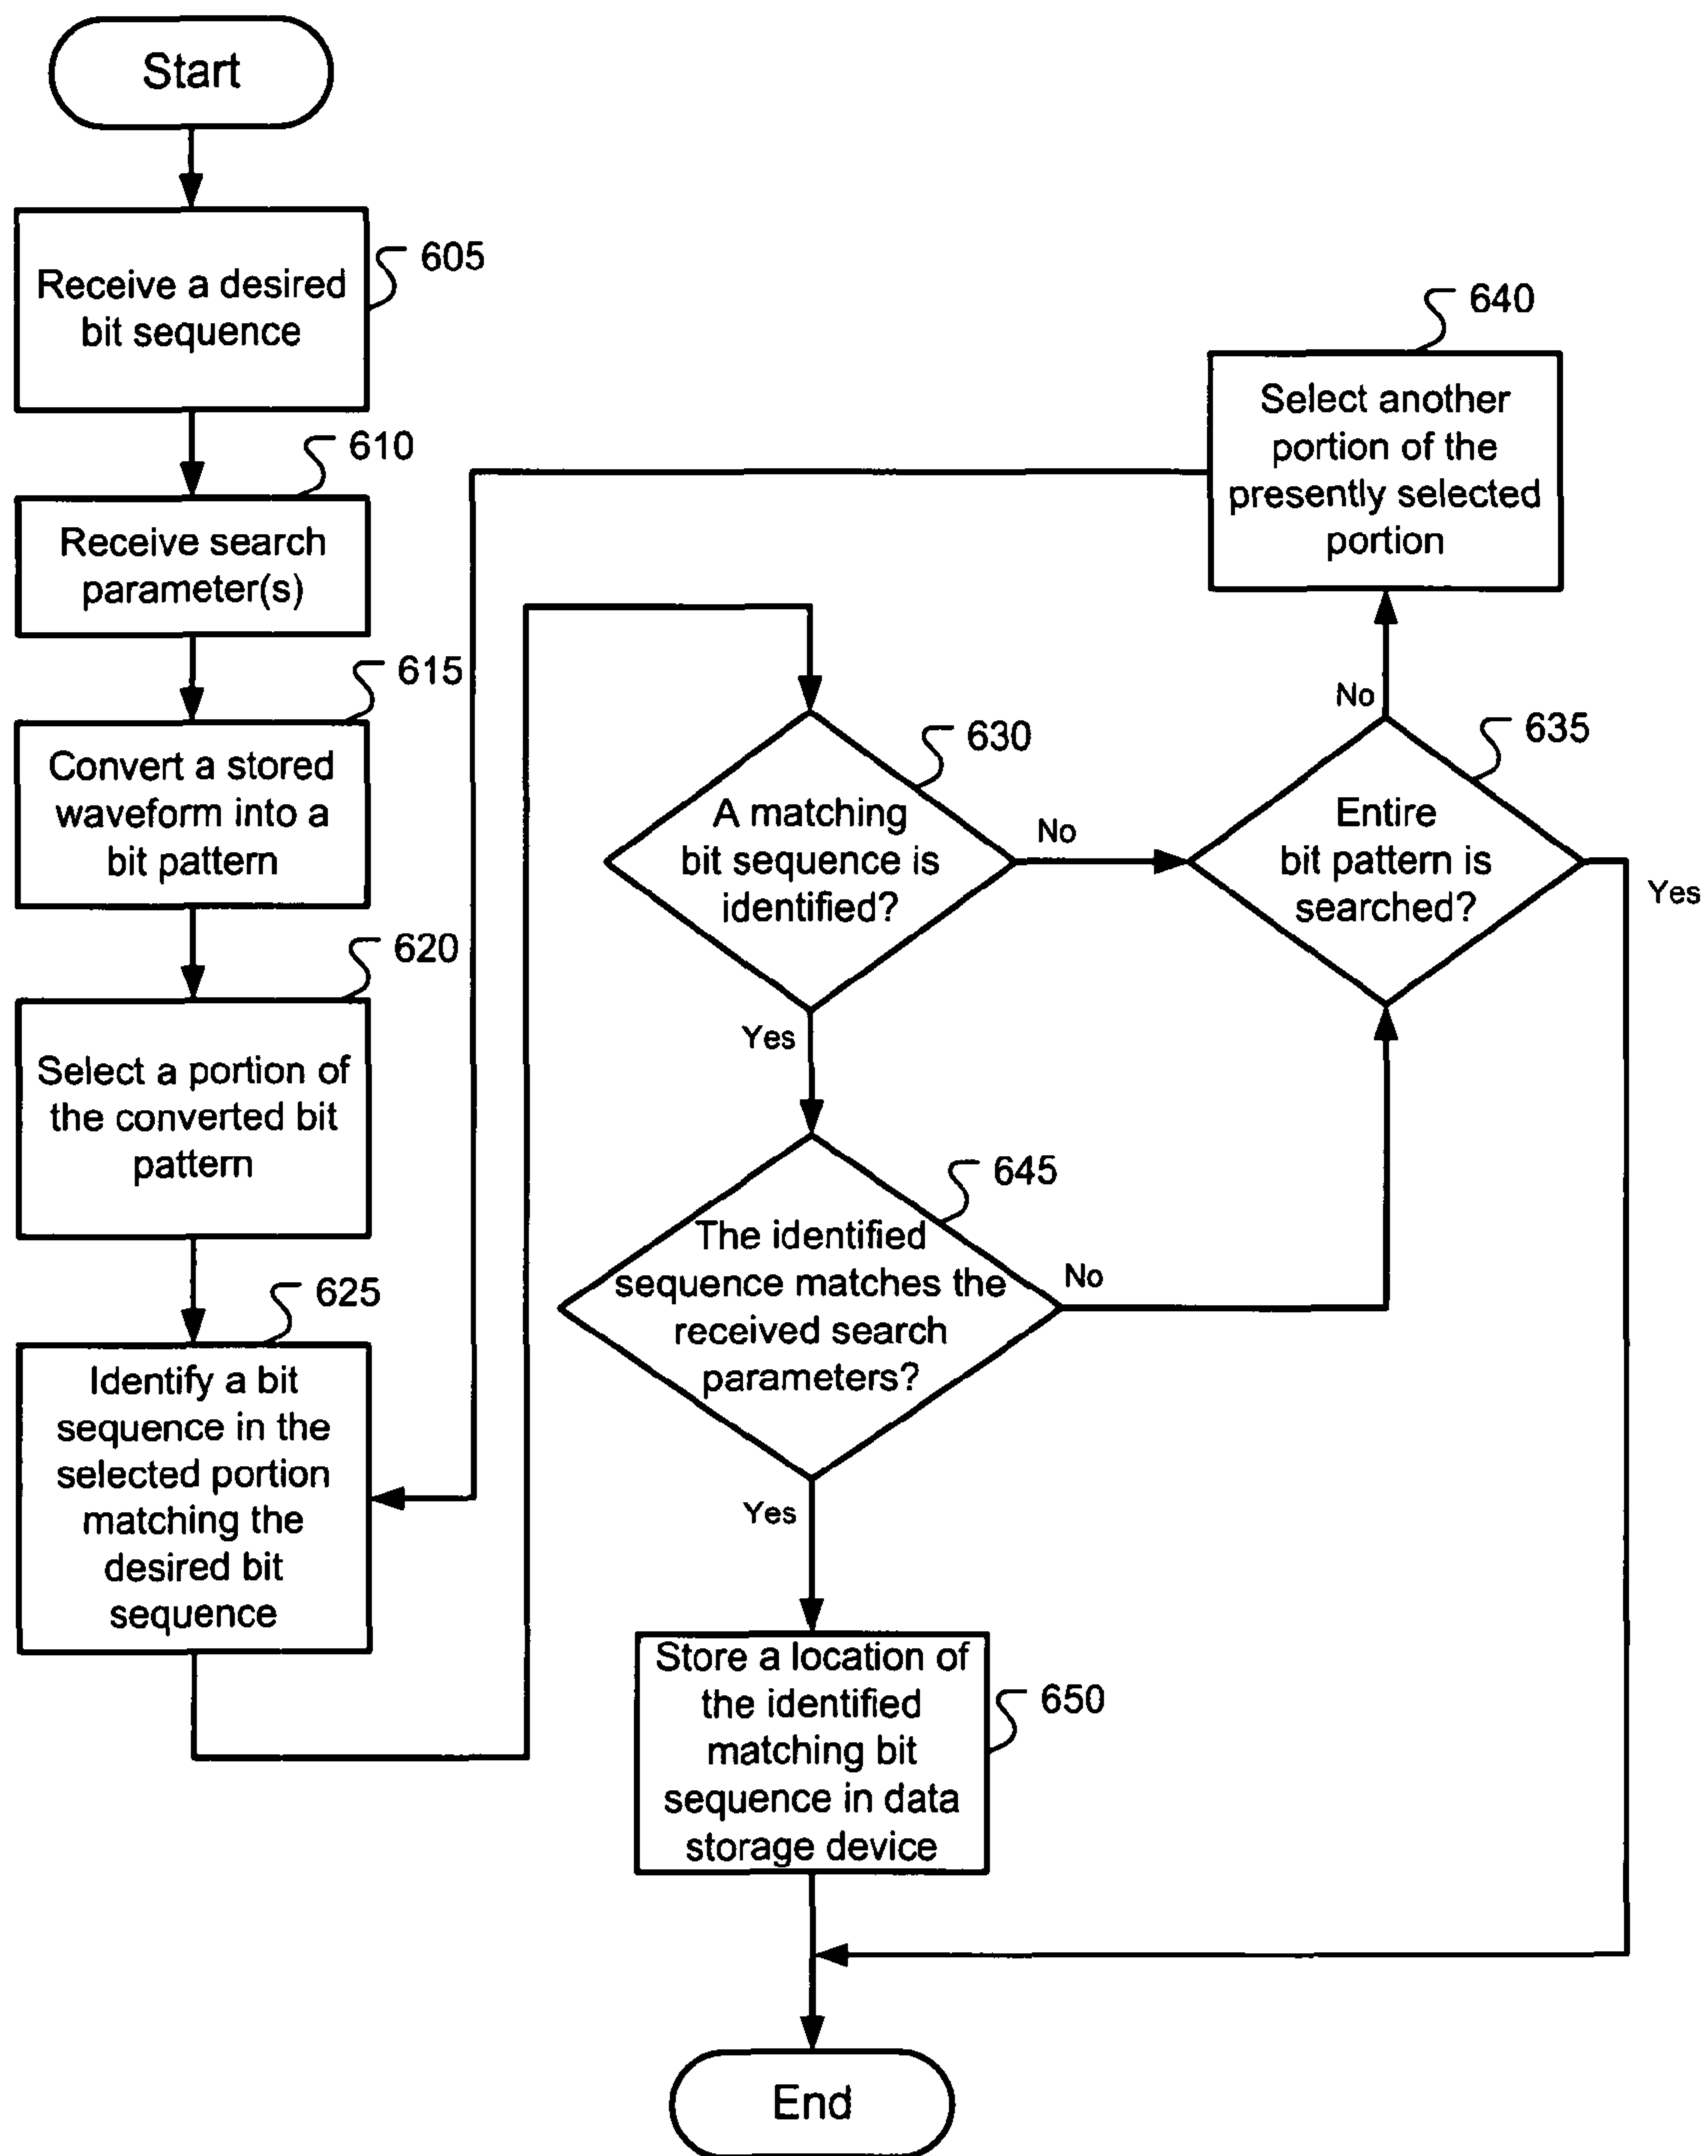 Start
Receive a desired
bit sequence
605
610
Receive search
parameter(s)
615
Convert a stored
waveform into a
bit pattern
620
Select a portion of
the converted bit
pattern
625
Identify a bit
sequence in the
selected portion
matching the
desired bit
sequence
630
A matching
bit sequence is
identified?
No
Yes
635
Entire
bit pattern is
searched?
No
Yes
640
Select another
portion of the
presently selected
portion
645
The identified
sequence matches the
received search
parameters?
No
Yes
Store a location of
the identified
matching bit
sequence in data
storage device
650
End